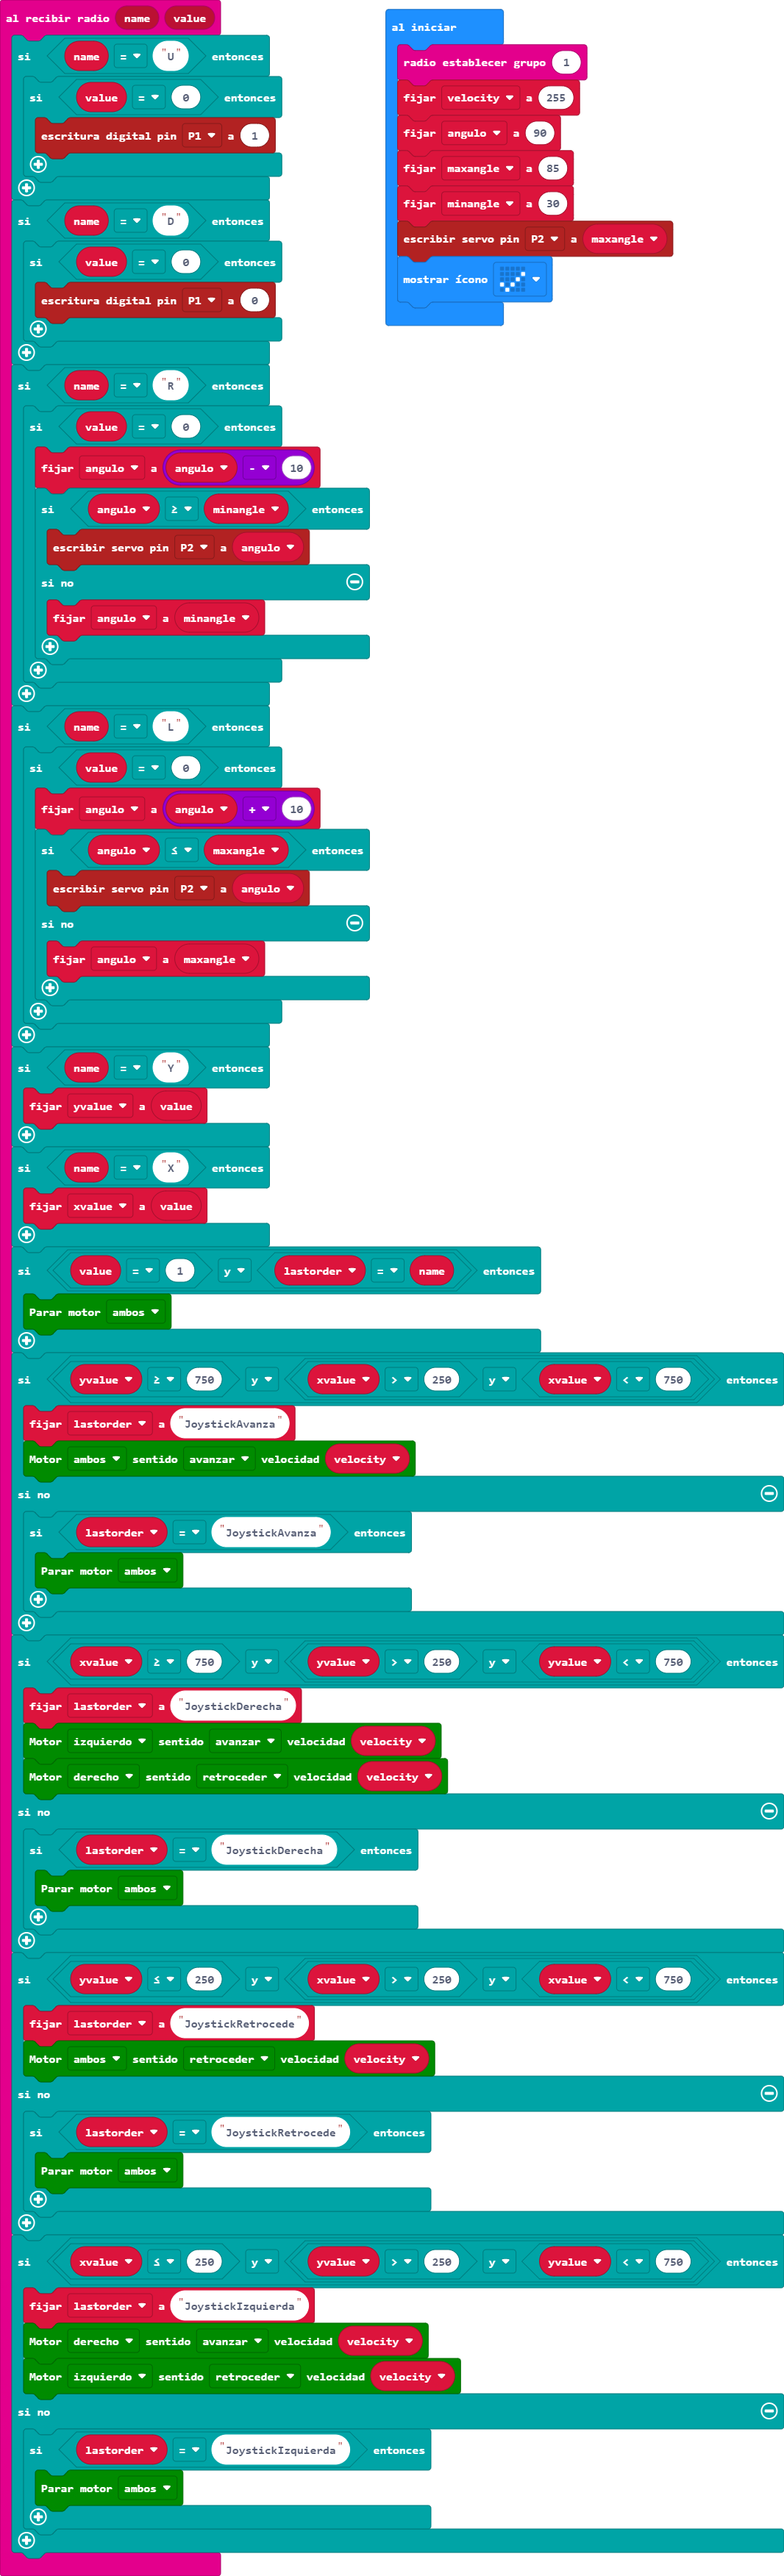 al recibir radio name value
si name = "U" entonces
si value = 0 entonces
escritura digital pin P1 a 1
si name = "D" entonces
si value = 0 entonces
escritura digital pin P1 a 0
si name = "R" entonces
si value = 0 entonces
fijar angulo a angulo - 10
si angulo ≥ minangle entonces
escribir servo pin P2 a angulo
si no
fijar angulo a minangle
si name = "L" entonces
si value = 0 entonces
fijar angulo a angulo + 10
si angulo ≤ maxangle entonces
escribir servo pin P2 a angulo
si no
fijar angulo a maxangle
si name = "Y" entonces
fijar yvalue a value
si name = "X" entonces
fijar xvalue a value
si value = 1 y lastorder = name entonces
Parar motor ambos
si yvalue ≥ 750 y xvalue > 250 y xvalue < 750 entonces
fijar lastorder a "JoystickAvanza"
Motor ambos sentido avanzar velocidad velocity
si no
si lastorder = "JoystickAvanza" entonces
Parar motor ambos
si xvalue ≥ 750 y yvalue > 250 y yvalue < 750 entonces
fijar lastorder a "JoystickDerecha"
Motor izquierdo sentido avanzar velocidad velocity
Motor derecho sentido retroceder velocidad velocity
si no
si lastorder = "JoystickDerecha" entonces
Parar motor ambos
si yvalue ≤ 250 y xvalue > 250 y xvalue < 750 entonces
fijar lastorder a "JoystickRetrocede"
Motor ambos sentido retroceder velocidad velocity
si no
si lastorder = "JoystickRetrocede" entonces
Parar motor ambos
si xvalue ≤ 250 y yvalue > 250 y yvalue < 750 entonces
fijar lastorder a "JoystickIzquierda"
Motor derecho sentido avanzar velocidad velocity
Motor izquierdo sentido retroceder velocidad velocity
si no
si lastorder = "JoystickIzquierda" entonces
Parar motor ambos
al iniciar
radio establecer grupo 1
fijar velocity a 255
fijar angulo a 90
fijar maxangle a 85
fijar minangle a 30
escribir servo pin P2 a maxangle
mostrar ícono